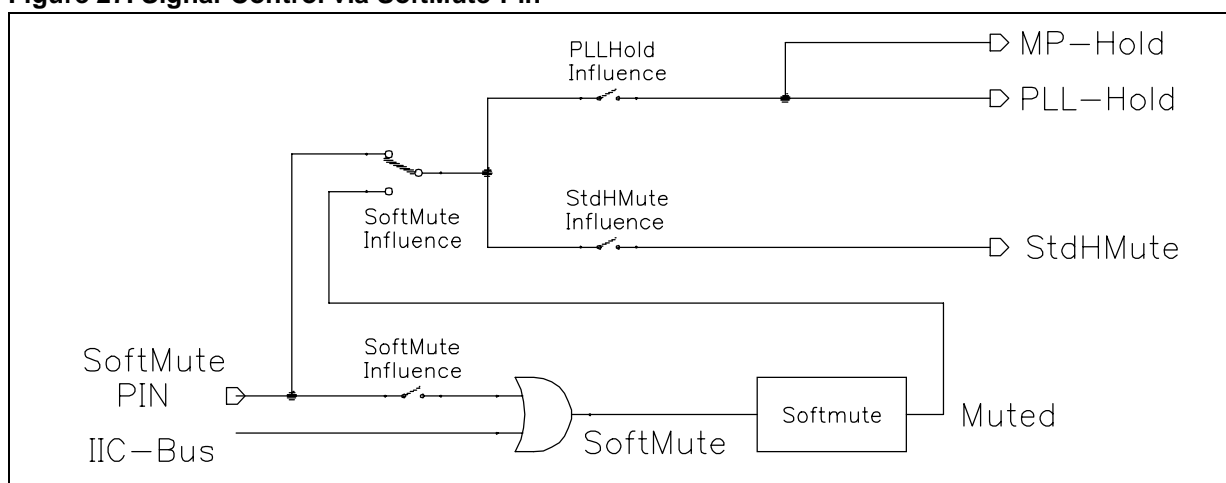 Figure 27. Signal Control via SoftMute Pin
PLLHold
Influence
MP-Hold
PLL-Hold
SoftMute
Influence
StdHMute
Influence
StdHMute
SoftMute
PIN
SoftMute
Influence
IIC-Bus
SoftMute
Softmute
Muted